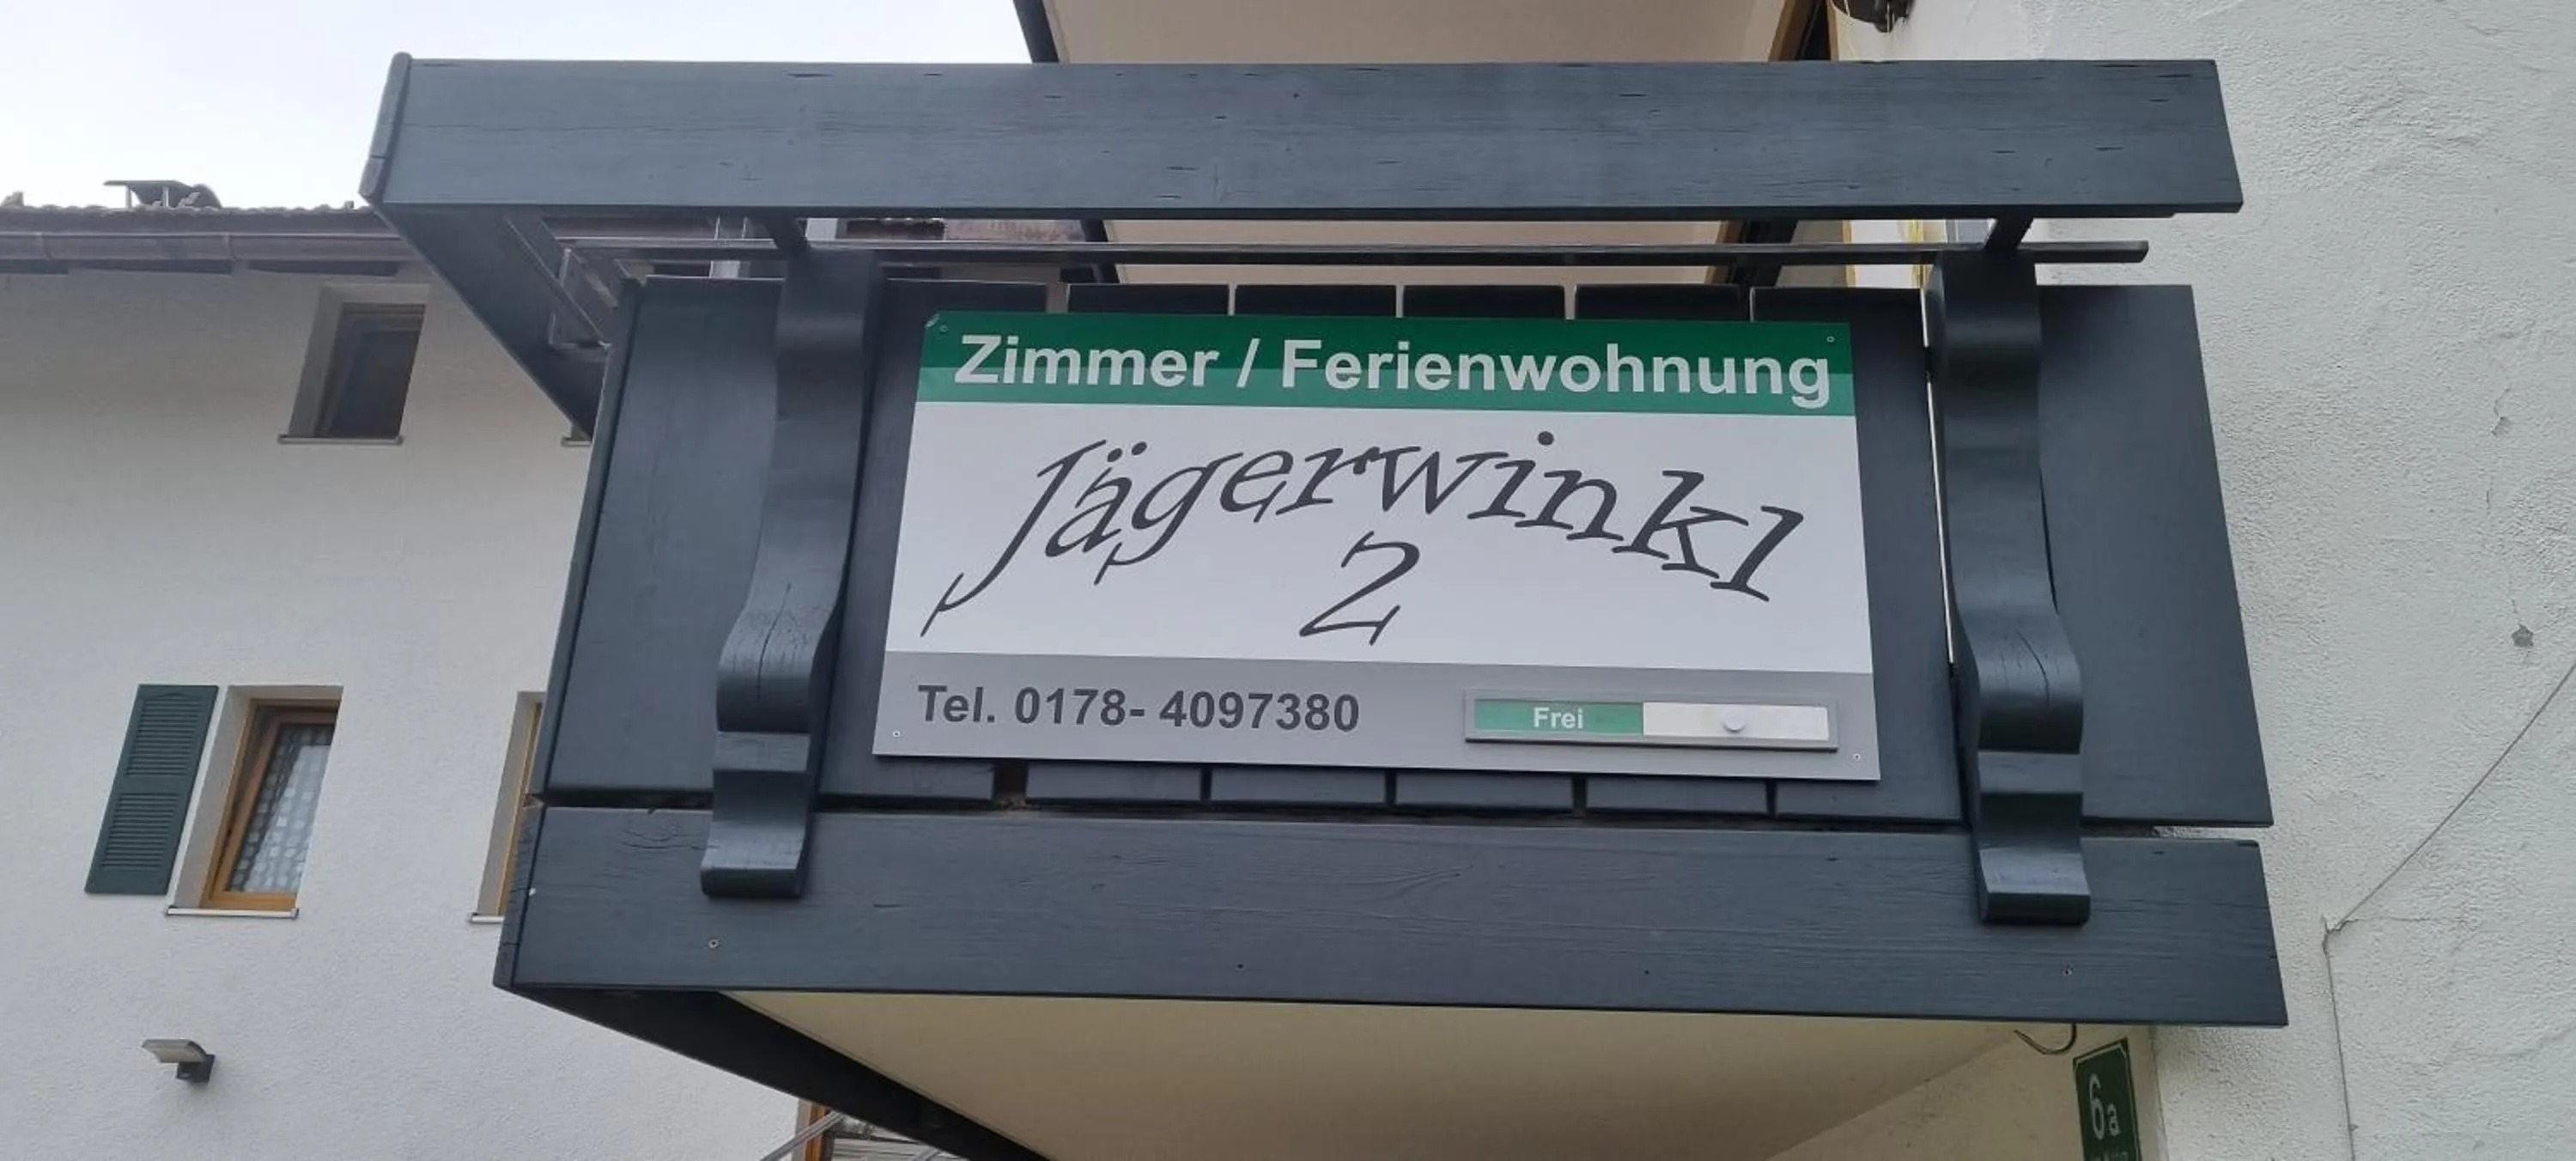 Zimmer / Ferienwohnung
Jägerwinkl
2
Tel. 0178- 4097380
Frei
6a